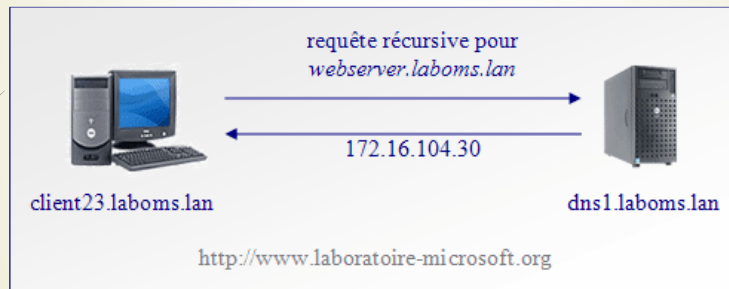 requête récursive pour
webserver.laboms.lan
172.16.104.30
client23.laboms.lan
dns1.laboms.lan
http://www.laboratoire-microsoft.org